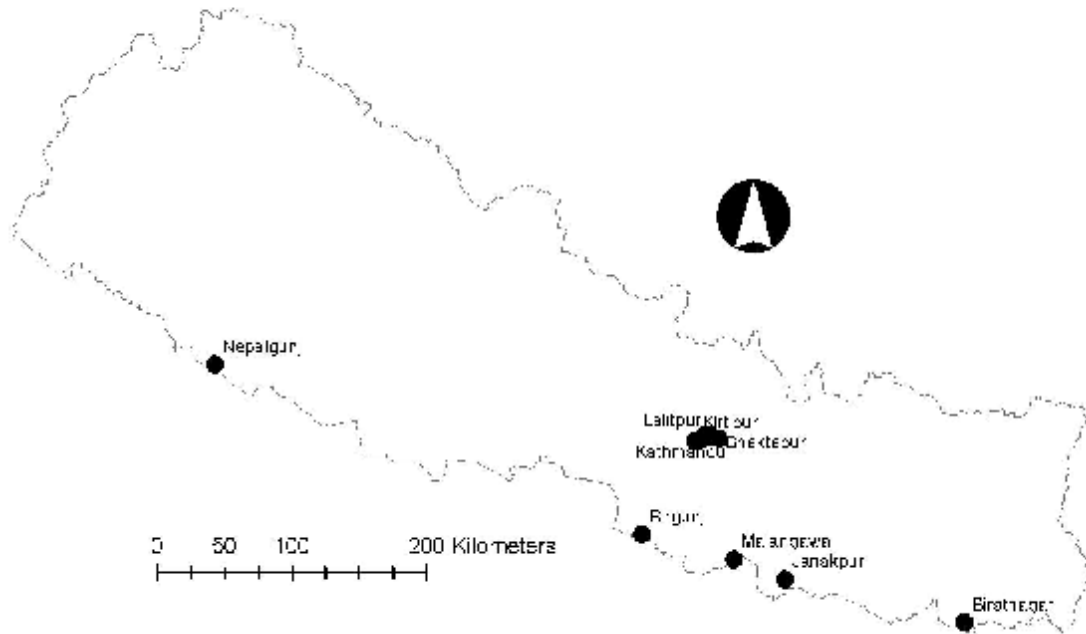 Nepalgunj
Lalitpur Kirtipur
Bhaktapur
Kathmandu
Birgunj
Malangawa
Janakpur
0 50 100 200 Kilometers
Biratnagar